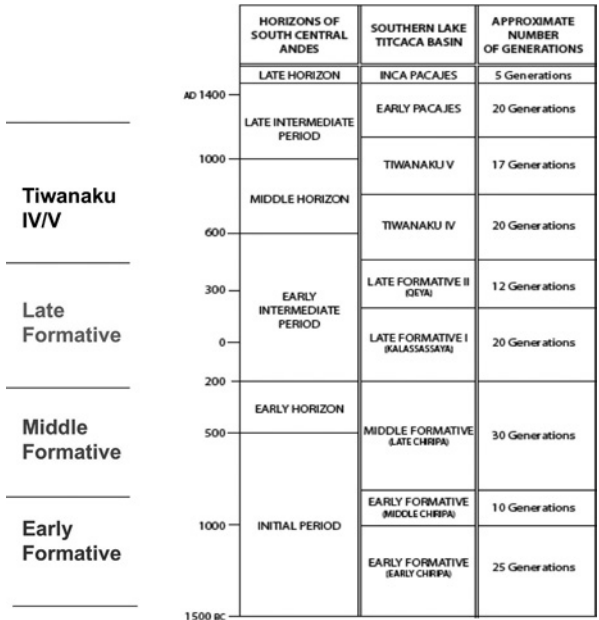 HORIZONS OF
SOUTH CENTRAL
ANDES
SOUTHERN LAKE
TITCACA BASIN
APPROXIMATE
NUMBER
OF GENERATIONS
LATE HORIZON
INCA PACAJES
5 Generations
AD 1400
LATE INTERMEDIATE
PERIOD
EARLY PACAJES
20 Generations
1000
TIWANAKU V
17 Generations
Tiwanaku
IV/V
MIDDLE HORIZON
600
TIWANAKU IV
20 Generations
300
LATE FORMATIVE II
(QEYA)
12 Generations
Late
Formative
EARLY
INTERMEDIATE
PERIOD
0
LATE FORMATIVE I
(KALASSASSAYA)
20 Generations
200
EARLY HORIZON
Middle
Formative
500
MIDDLE FORMATIVE
(LATE CHIRIPA)
30 Generations
EARLY FORMATIVE
(MIDDLE CHIRIPA)
10 Generations
Early
Formative
1000
INITIAL PERIOD
EARLY FORMATIVE
(EARLY CHIRIPA)
25 Generations
1500 BC